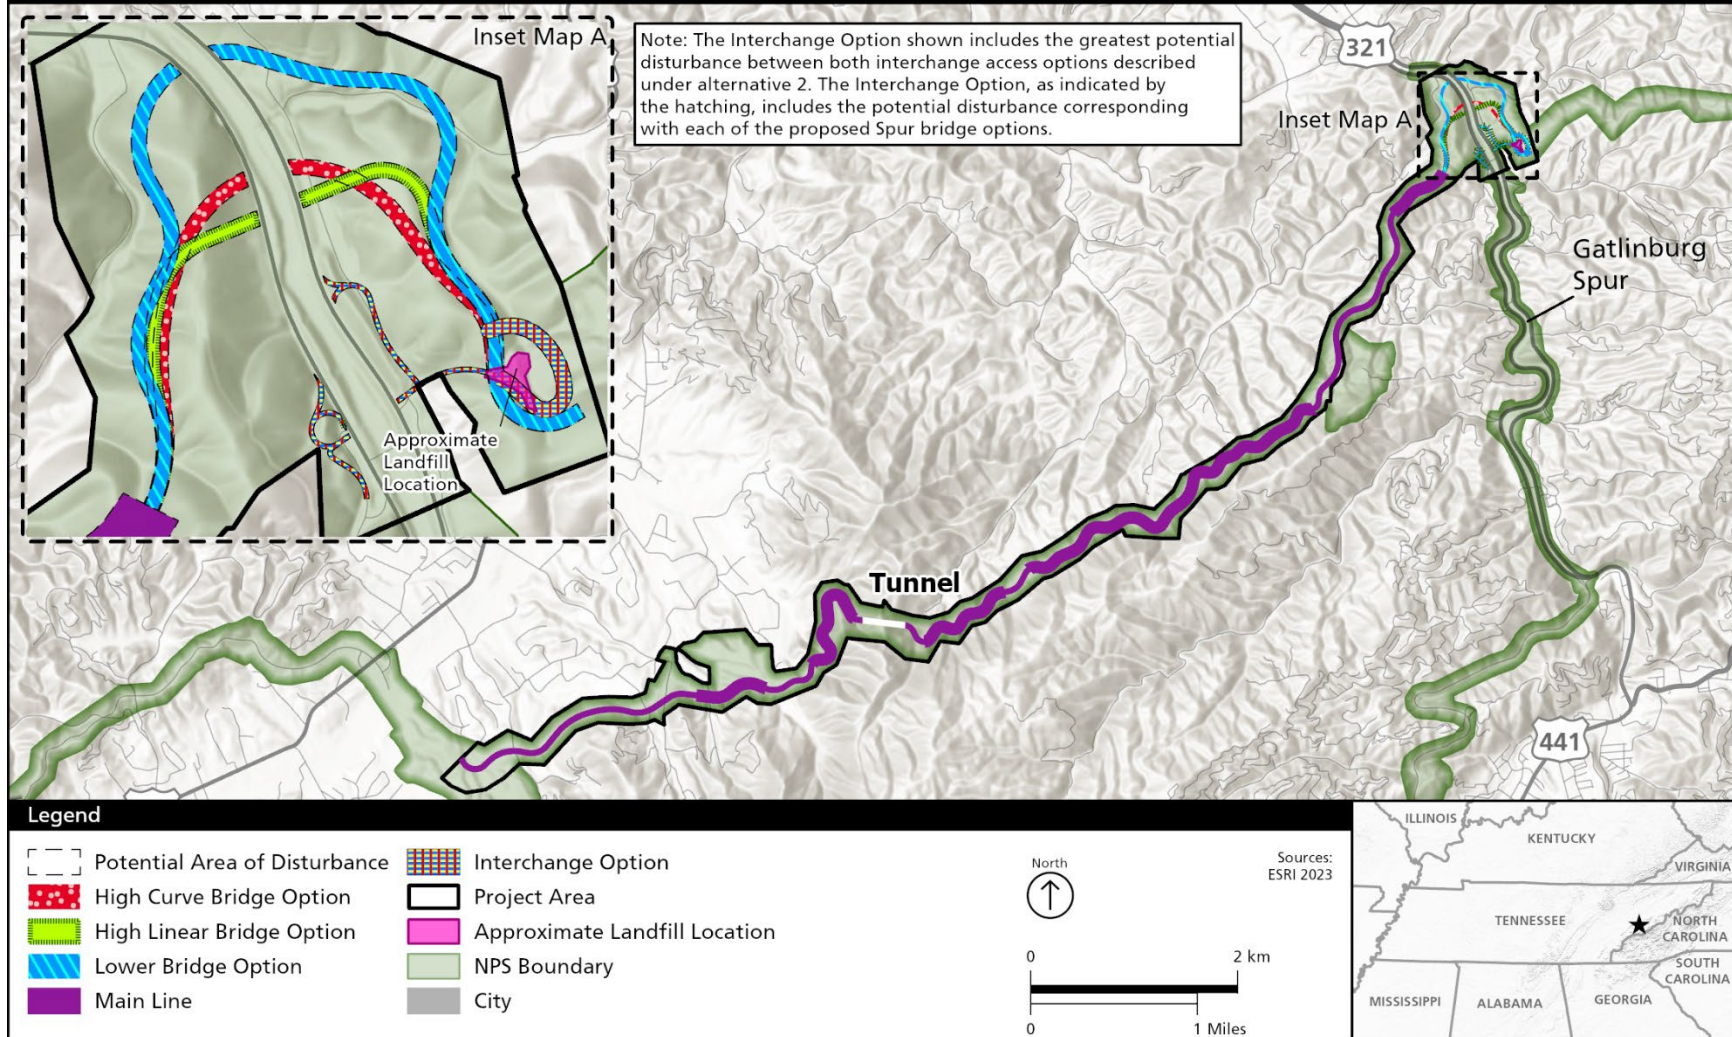 Inset Map A
Note: The Interchange Option shown includes the greatest potential
disturbance between both interchange access options described
under alternative 2. The Interchange Option, as indicated by
the hatching, includes the potential disturbance corresponding
with each of the proposed Spur bridge options.
321
Inset Map A
Gatlinburg
Spur
Approximate
Landfill
Location
Tunnel
441
Legend
Potential Area of Disturbance
High Curve Bridge Option
High Linear Bridge Option
Lower Bridge Option
Main Line
Interchange Option
Project Area
Approximate Landfill Location
NPS Boundary
City
North
Sources:
ESRI 2023
0
2 km
0
1 Miles
ILLINOIS
KENTUCKY
VIRGINIA
TENNESSEE
NORTH
CAROLINA
SOUTH
CAROLINA
MISSISSIPPI
ALABAMA
GEORGIA